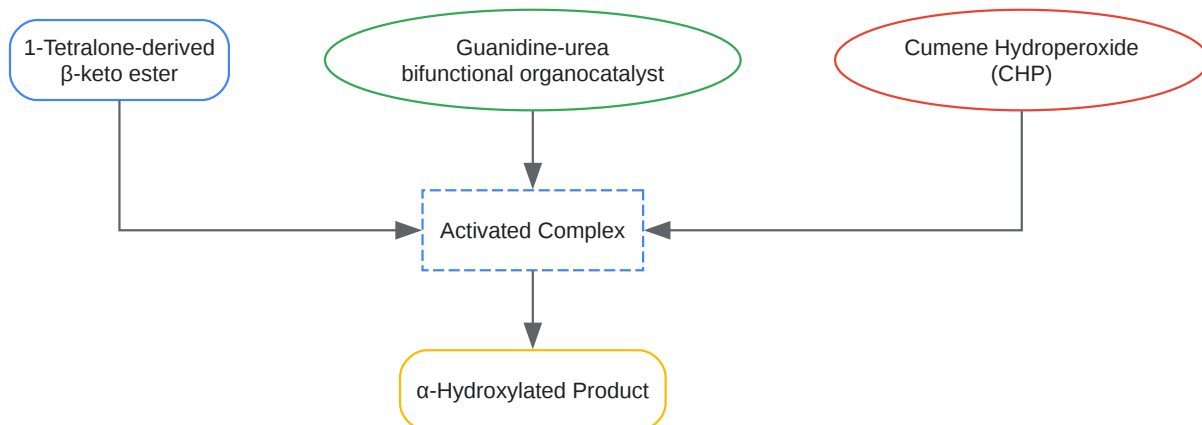 1-Tetralone-derived
β-keto ester
Guanidine-urea
bifunctional organocatalyst
Cumene Hydroperoxide
(CHP)
Activated Complex
α-Hydroxylated Product